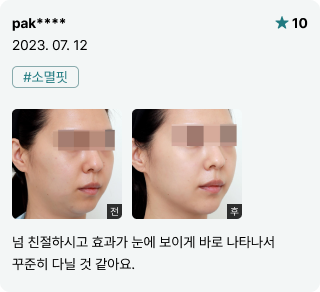 pak****
★ 10
2023. 07. 12
#소멸핏
전
후
넘 친절하시고 효과가 눈에 보이게 바로 나타나서
꾸준히 다닐 것 같아요.